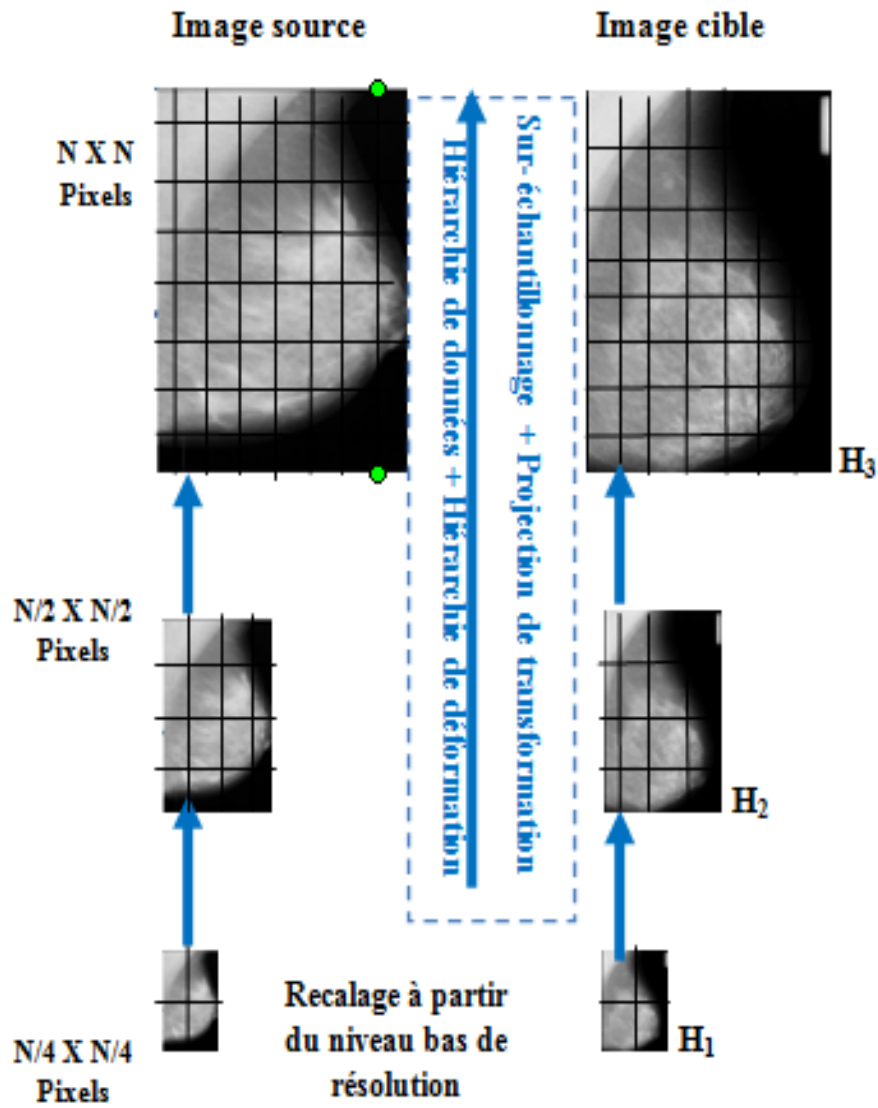 Image source
Image cible
N X N
Pixels
Hiérarchie de données + Hiérarchie de déformation
Sur- échantillonnage + Projection de transformation
H₃
N/2 X N/2
Pixels
H₂
Recalage à partir
du niveau bas de
résolution
N/4 X N/4
Pixels
H₁